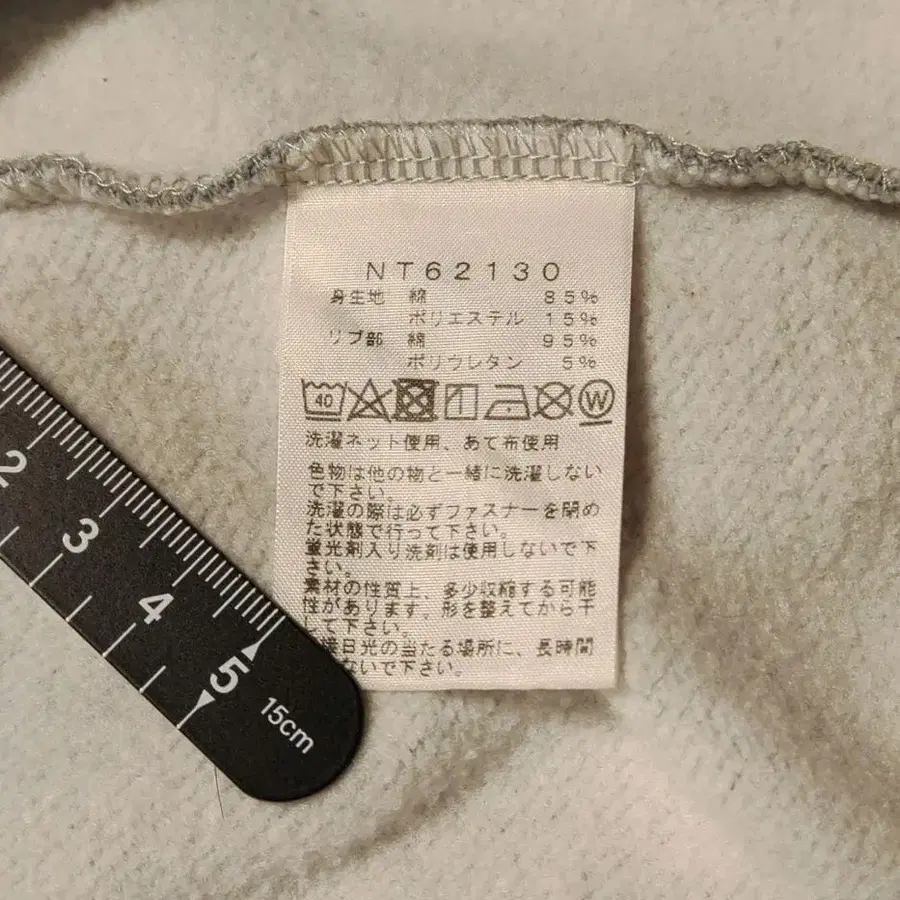 NT62130
身生地 綿 85%
ポリエステル 15%
リブ部 綿 95%
ポリウレタン 5%
40 W
洗濯ネット使用、あて布使用
色物は他の物と一緒に洗濯しない
で下さい。
洗濯の際は必ずファスナーを閉め
た状態で行って下さい。
蛍光剤入り洗剤は使用しないで下
さい。
素材の性質上、多少収縮する可能
性があります。形を整えてから干
して下さい。
日光の当たる場所に、長時間
ないで下さい。
2
3
4
5
15cm